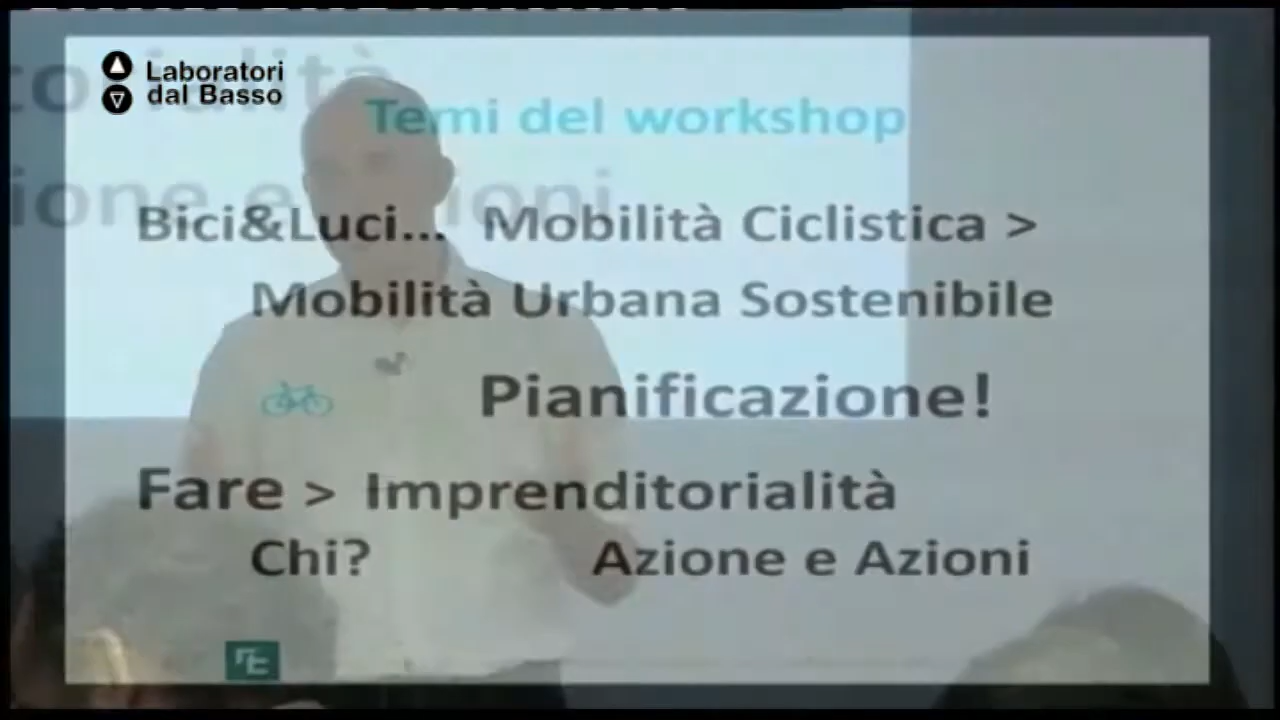 Laboratori
dal Basso
Temi del workshop
Bici&Luci... Mobilità Ciclistica >
Mobilità Urbana Sostenibile
Pianificazione!
Fare > Imprenditorialità
Chi? Azione e Azioni